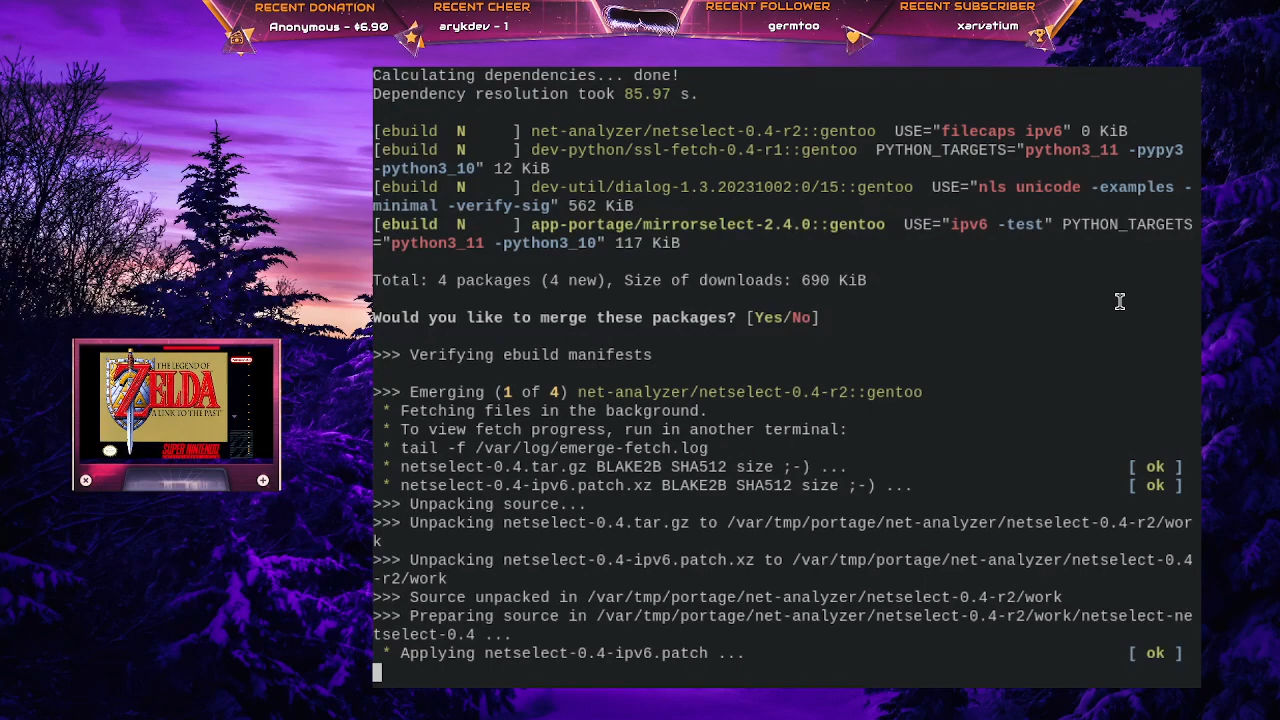 RECENT DONATION
Anonymous - $6.90
RECENT CHEER
arykdev - 1
RECENT FOLLOWER
germtoo
RECENT SUBSCRIBER
xarvatium
Calculating dependencies... done!
Dependency resolution took 85.97 s.
[ebuild  N     ] net-analyzer/netselect-0.4-r2::gentoo  USE="filecaps ipv6" 0 KiB
[ebuild  N     ] dev-python/ssl-fetch-0.4-r1::gentoo  PYTHON_TARGETS="python3_11 -pypy3
-python3_10" 12 KiB
[ebuild  N     ] dev-util/dialog-1.3.20231002:0/15::gentoo  USE="nls unicode -examples -
minimal -verify-sig" 562 KiB
[ebuild  N     ] app-portage/mirrorselect-2.4.0::gentoo  USE="ipv6 -test" PYTHON_TARGETS
="python3_11 -python3_10" 117 KiB
Total: 4 packages (4 new), Size of downloads: 690 KiB
Would you like to merge these packages? [Yes/No]
>>> Verifying ebuild manifests
>>> Emerging (1 of 4) net-analyzer/netselect-0.4-r2::gentoo
 * Fetching files in the background.
 * To view fetch progress, run in another terminal:
 * tail -f /var/log/emerge-fetch.log
 * netselect-0.4.tar.gz BLAKE2B SHA512 size ;-) ... [ ok ]
 * netselect-0.4-ipv6.patch.xz BLAKE2B SHA512 size ;-) ... [ ok ]
>>> Unpacking source...
>>> Unpacking netselect-0.4.tar.gz to /var/tmp/portage/net-analyzer/netselect-0.4-r2/wor
k
>>> Unpacking netselect-0.4-ipv6.patch.xz to /var/tmp/portage/net-analyzer/netselect-0.4
-r2/work
>>> Source unpacked in /var/tmp/portage/net-analyzer/netselect-0.4-r2/work
>>> Preparing source in /var/tmp/portage/net-analyzer/netselect-0.4-r2/work/netselect-ne
tselect-0.4 ...
 * Applying netselect-0.4-ipv6.patch ... [ ok ]
THE LEGEND OF
ZELDA
A LINK TO THE PAST
SUPER NINTENDO